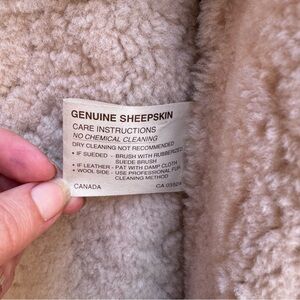 GENUINE SHEEPSKIN
CARE INSTRUCTIONS
NO CHEMICAL CLEANING
DRY CLEANING NOT RECOMMENDED
• IF SUEDED - BRUSH WITH RUBBERIZED
SUEDE BRUSH
• IF LEATHER - PAT WITH DAMP CLOTH
• WOOL SIDE - USE PROFESSIONAL FUR
CLEANING METHOD
CANADA CA